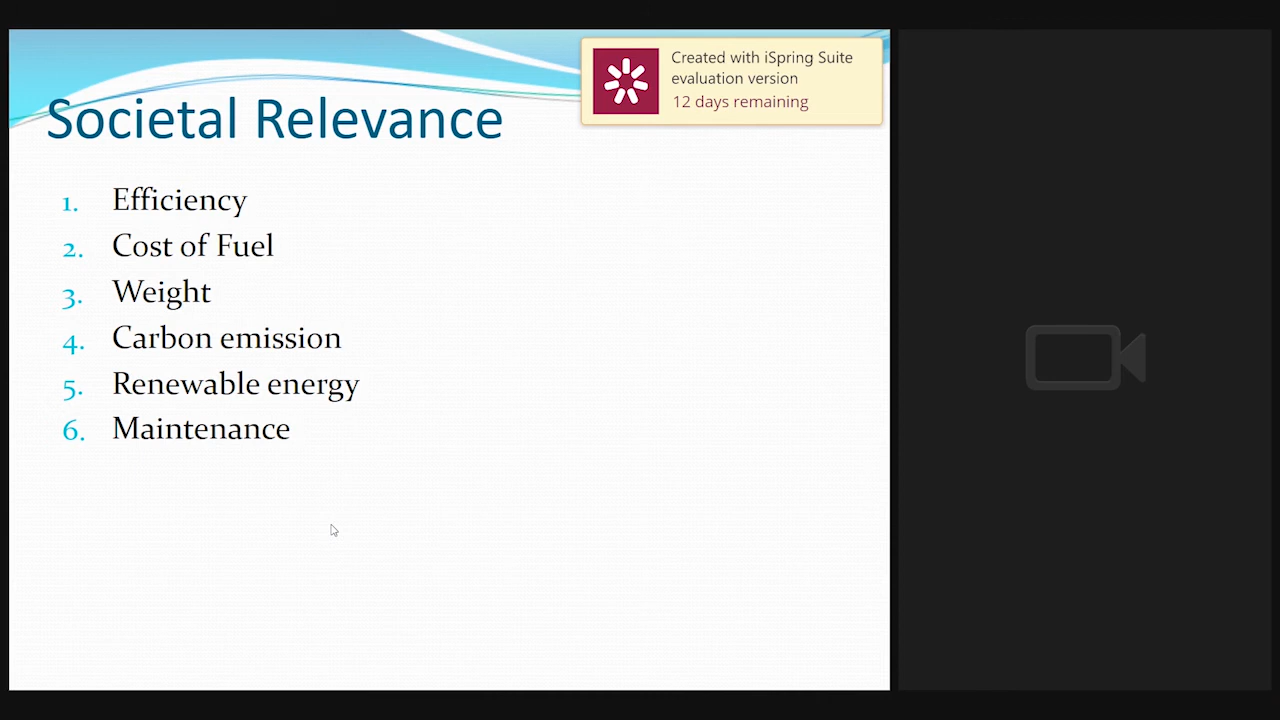 Created with iSpring Suite
evaluation version
12 days remaining
Societal Relevance
1. Efficiency
2. Cost of Fuel
3. Weight
4. Carbon emission
5. Renewable energy
6. Maintenance